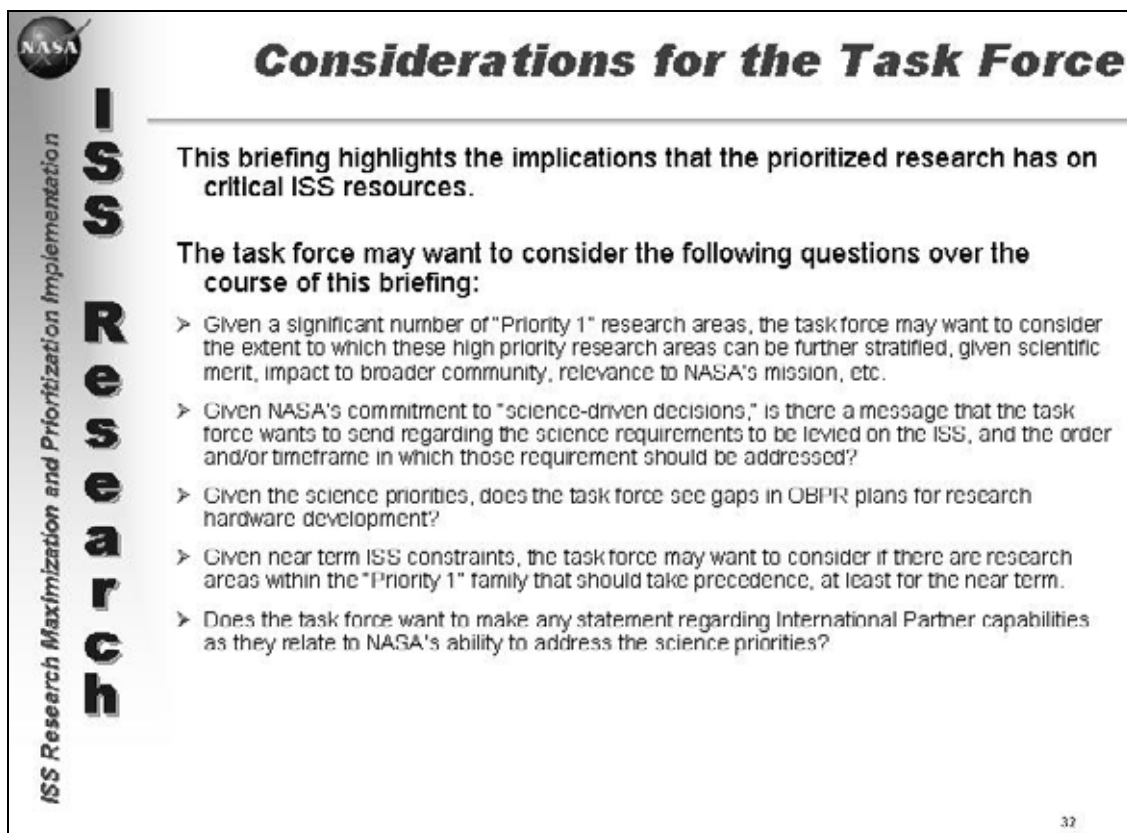 NASA
Considerations for the Task Force
ISS Research
ISS Research Maximization and Prioritization Implementation
This briefing highlights the implications that the prioritized research has on
critical ISS resources.
The task force may want to consider the following questions over the
course of this briefing:
➢ Given a significant number of "Priority 1" research areas, the task force may want to consider
the extent to which these high priority research areas can be further stratified, given scientific
merit, impact to broader community, relevance to NASA's mission, etc.
➢ Given NASA's commitment to "science-driven decisions," is there a message that the task
force wants to send regarding the science requirements to be levied on the ISS, and the order
and/or timeframe in which those requirement should be addressed?
➢ Given the science priorities, does the task force see gaps in OBPR plans for research
hardware development?
➢ Given near term ISS constraints, the task force may want to consider if there are research
areas within the "Priority 1" family that should take precedence, at least for the near term.
➢ Does the task force want to make any statement regarding International Partner capabilities
as they relate to NASA's ability to address the science priorities?
32